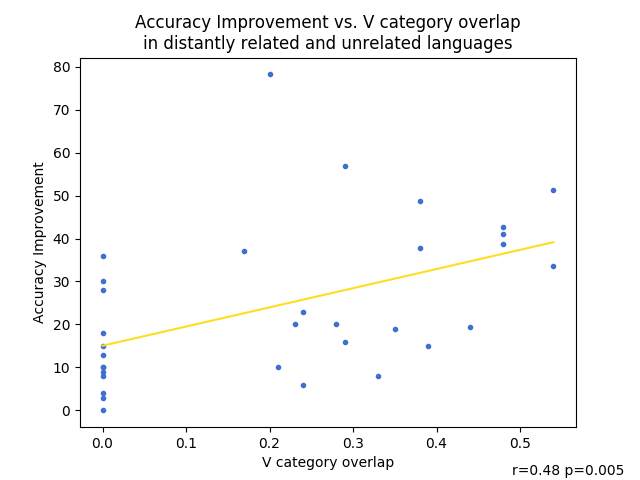 Accuracy Improvement vs. V category overlap
in distantly related and unrelated languages
80
70
60
50
40
30
20
10
0
Accuracy Improvement
0.0 0.1 0.2 0.3 0.4 0.5
V category overlap
r=0.48 p=0.005